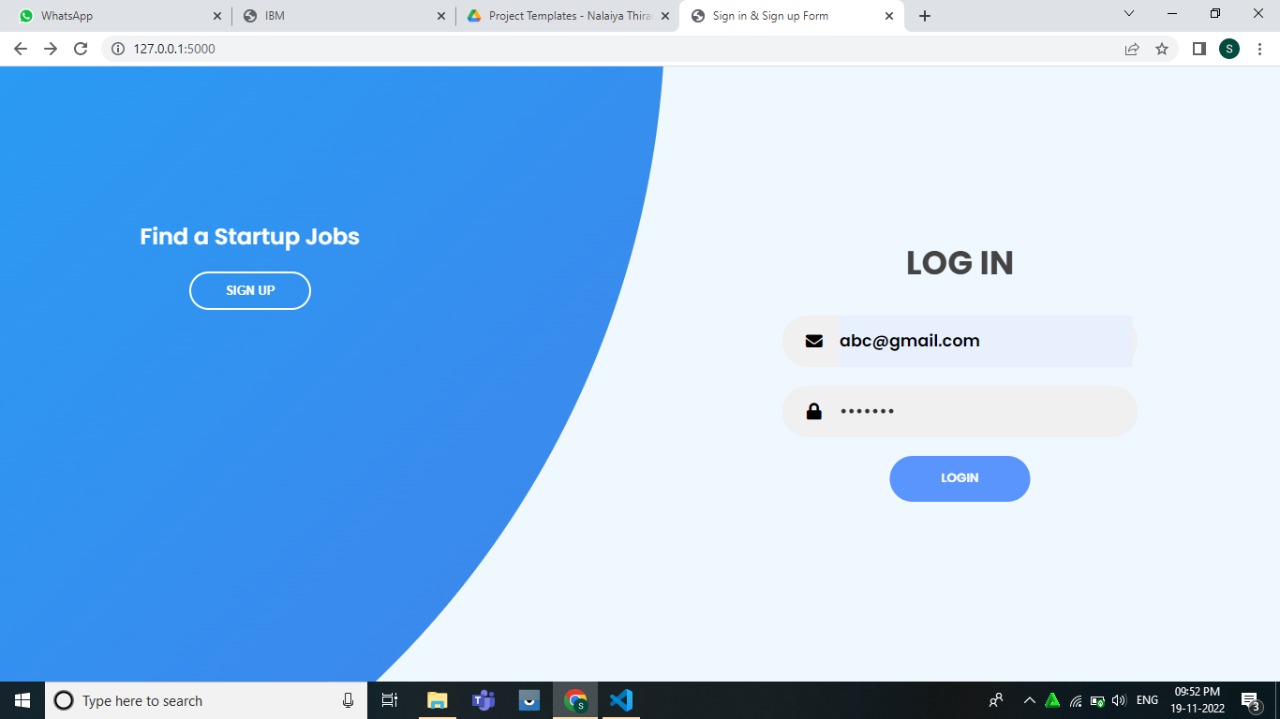 WhatsApp
IBM
Project Templates - Nalaiya Thira
Sign in & Sign up Form
127.0.0.1:5000
S
Find a Startup Jobs
SIGN UP
LOG IN
abc@gmail.com
•••••••
LOGIN
Type here to search
S
ENG
09:52 PM
19-11-2022
3